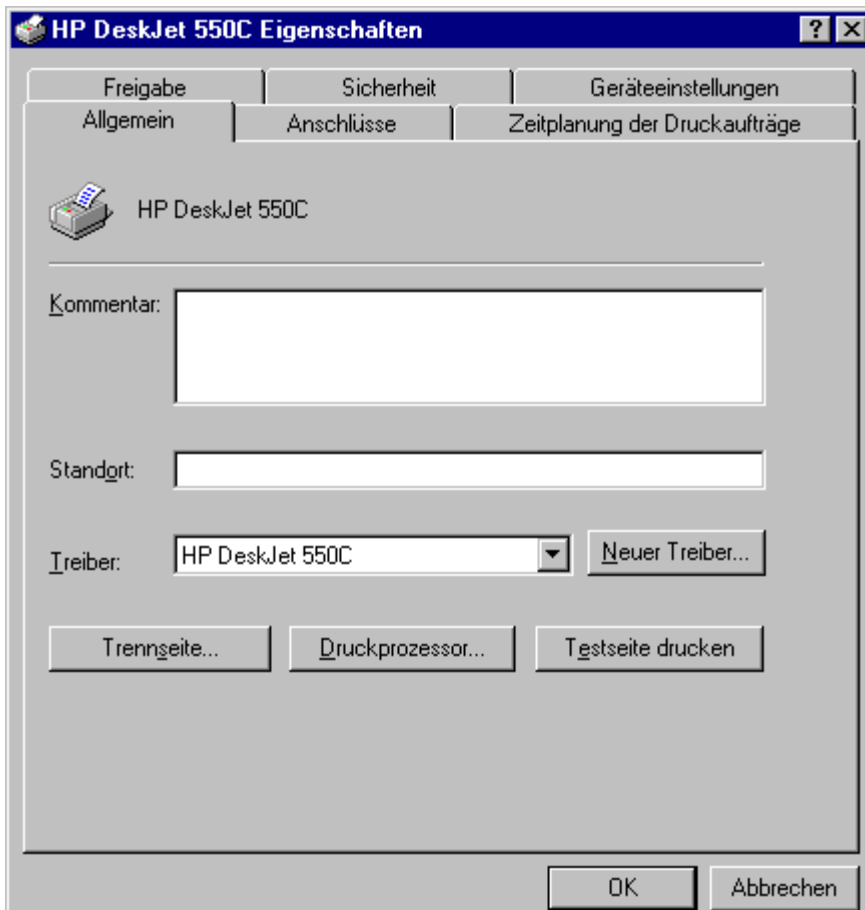 HP DeskJet 550C Eigenschaften
Freigabe Sicherheit Geräteeinstellungen
Allgemein Anschlüsse Zeitplanung der Druckaufträge
HP DeskJet 550C
Kommentar:
Standort:
Treiber: HP DeskJet 550C Neuer Treiber...
Trennseite... Druckprozessor... Testseite drucken
OK Abbrechen